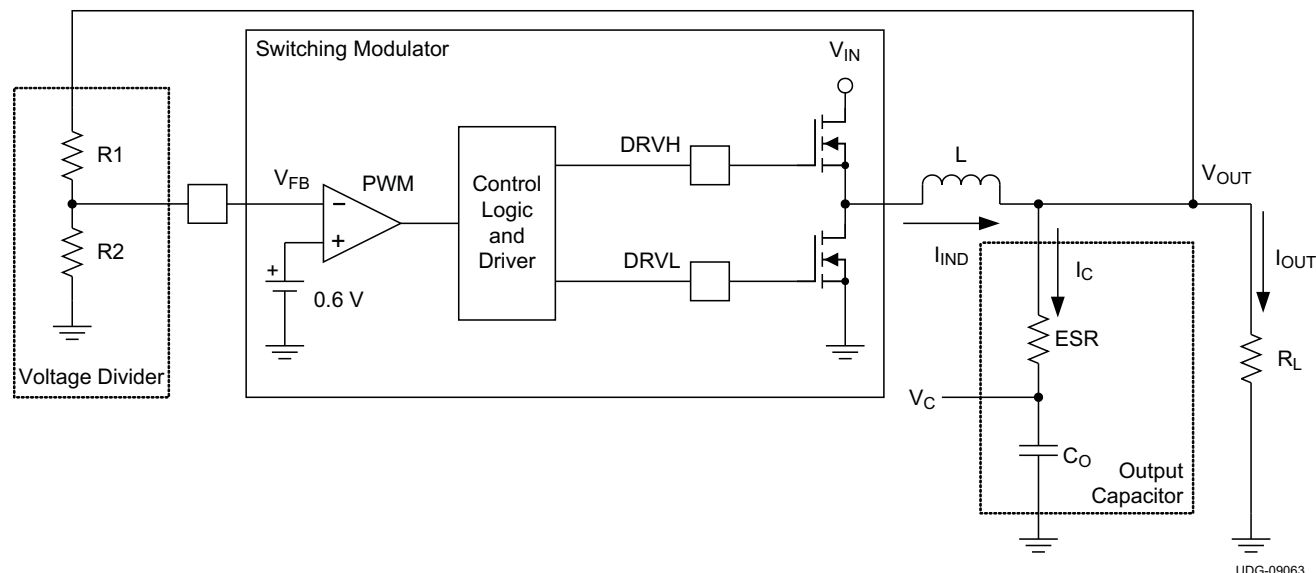 Switching Modulator
V_IN
R1
R2
Voltage Divider
V_FB
PWM
−
+
+
0.6 V
Control
Logic
and
Driver
DRVH
DRVL
L
V_OUT
I_IND
I_C
I_OUT
ESR
R_L
V_C
C_O
Output
Capacitor
UDG-09063